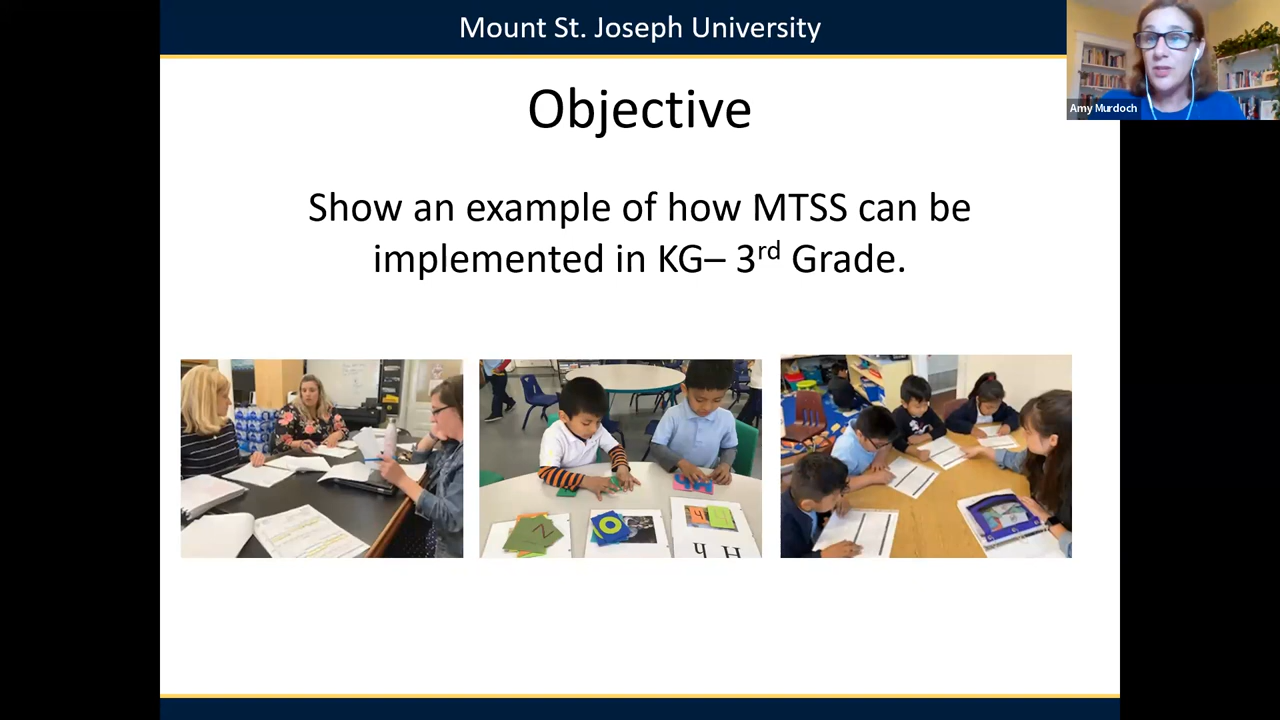 Mount St. Joseph University
Amy Murdoch
Objective
Show an example of how MTSS can be
implemented in KG– 3rd Grade.
Z
O
Ч Н